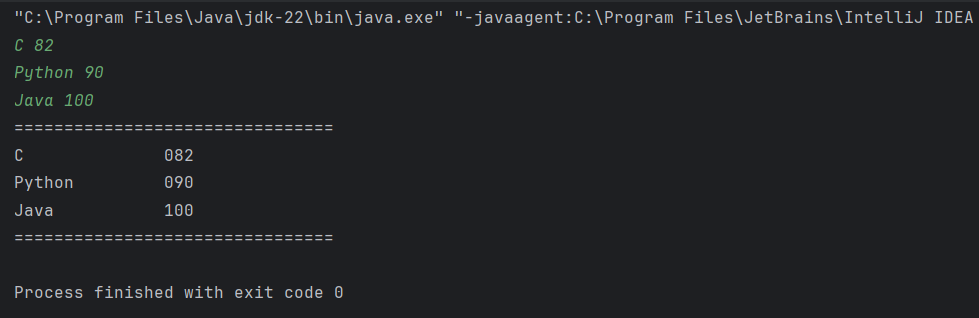 "C:\Program Files\Java\jdk-22\bin\java.exe" "-javaagent:C:\Program Files\JetBrains\IntelliJ IDEA
C 82
Python 90
Java 100
================================
C              082
Python         090
Java           100
================================
Process finished with exit code 0